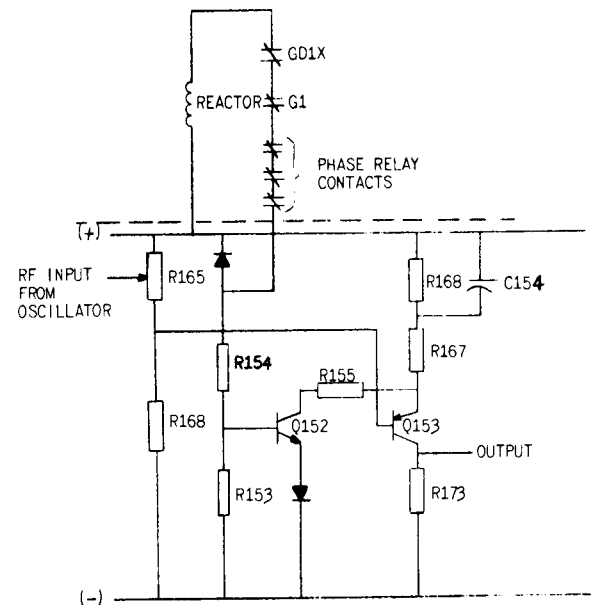 GD1X
REACTOR
G1
PHASE RELAY
CONTACTS
(+)
RF INPUT
FROM
OSCILLATOR
R165
R168
C154
R167
R154
R155
R168
Q152
Q153
OUTPUT
R153
R173
(-)